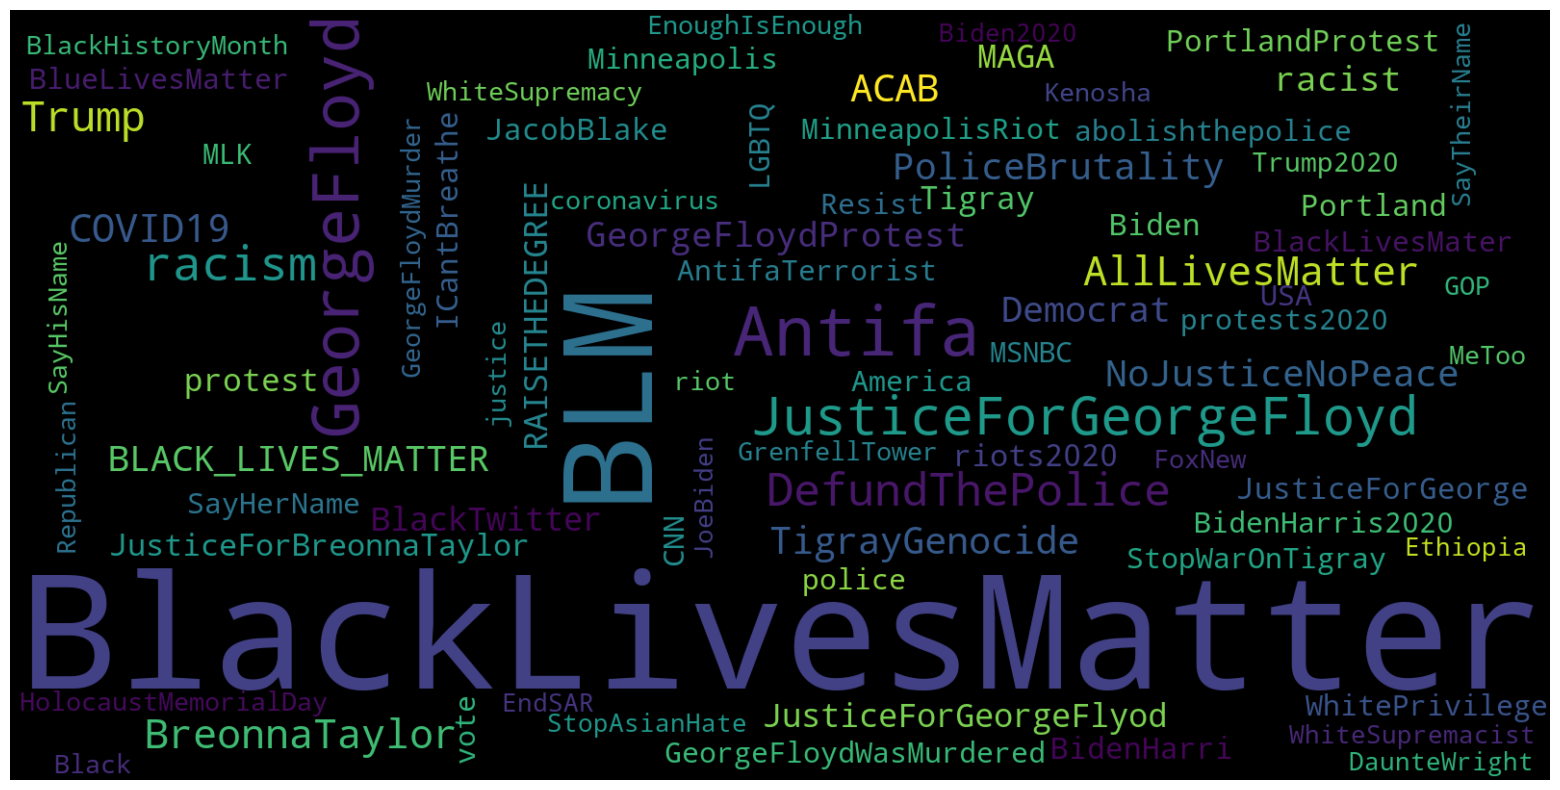 EnoughIsEnough
Biden2020
BlackHistoryMonth
PortlandProtest
SayTheirName
GeorgeFloyd
Minneapolis
MAGA
BlueLivesMatter
racist
WhiteSupremacy
ACAB
Kenosha
Trump
JacobBlake
LGBTQ
MinneapolisRiot
abolishthepolice
MLK
GeorgeFloydMurder
ICantBreathe
PoliceBrutality
Trump2020
coronavirus
Resist
Tigray
Portland
COVID19
RAISETHEDEGREE
GeorgeFloydProtest
Biden
BlackLivesMater
racism
AntifaTerrorist
AllLivesMatter
SayHisName
USA
GOP
BLM
Antifa
Democrat
protests2020
justice
MSNBC
MeToo
protest
riot
America
NoJusticeNoPeace
JusticeForGeorgeFloyd
Republican
BLACK_LIVES_MATTER
JoeBiden
GrenfellTower
riots2020
FoxNew
SayHerName
DefundThePolice
JusticeForGeorge
BlackTwitter
CNN
BidenHarris2020
JusticeForBreonnaTaylor
TigrayGenocide
Ethiopia
StopWarOnTigray
police
BlackLivesMatter
HolocaustMemorialDay
EndSAR
WhitePrivilege
BreonnaTaylor
vote
StopAsianHate
JusticeForGeorgeFlyod
WhiteSupremacist
GeorgeFloydWasMurdered
BidenHarri
Black
DaunteWright